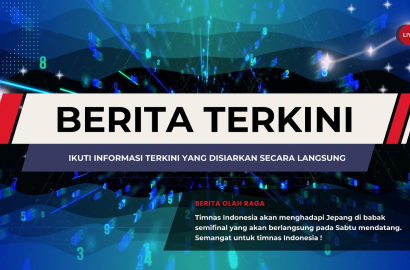 BERITA TERKINI
IKUTI INFORMASI TERKINI YANG DISIARKAN SECARA LANGSUNG
BERITA OLAH RAGA
Timnas Indonesia akan menghadapi Jepang di babak
semifinal yang akan berlangsung pada Sabtu mendatang.
Semangat untuk timnas Indonesia !